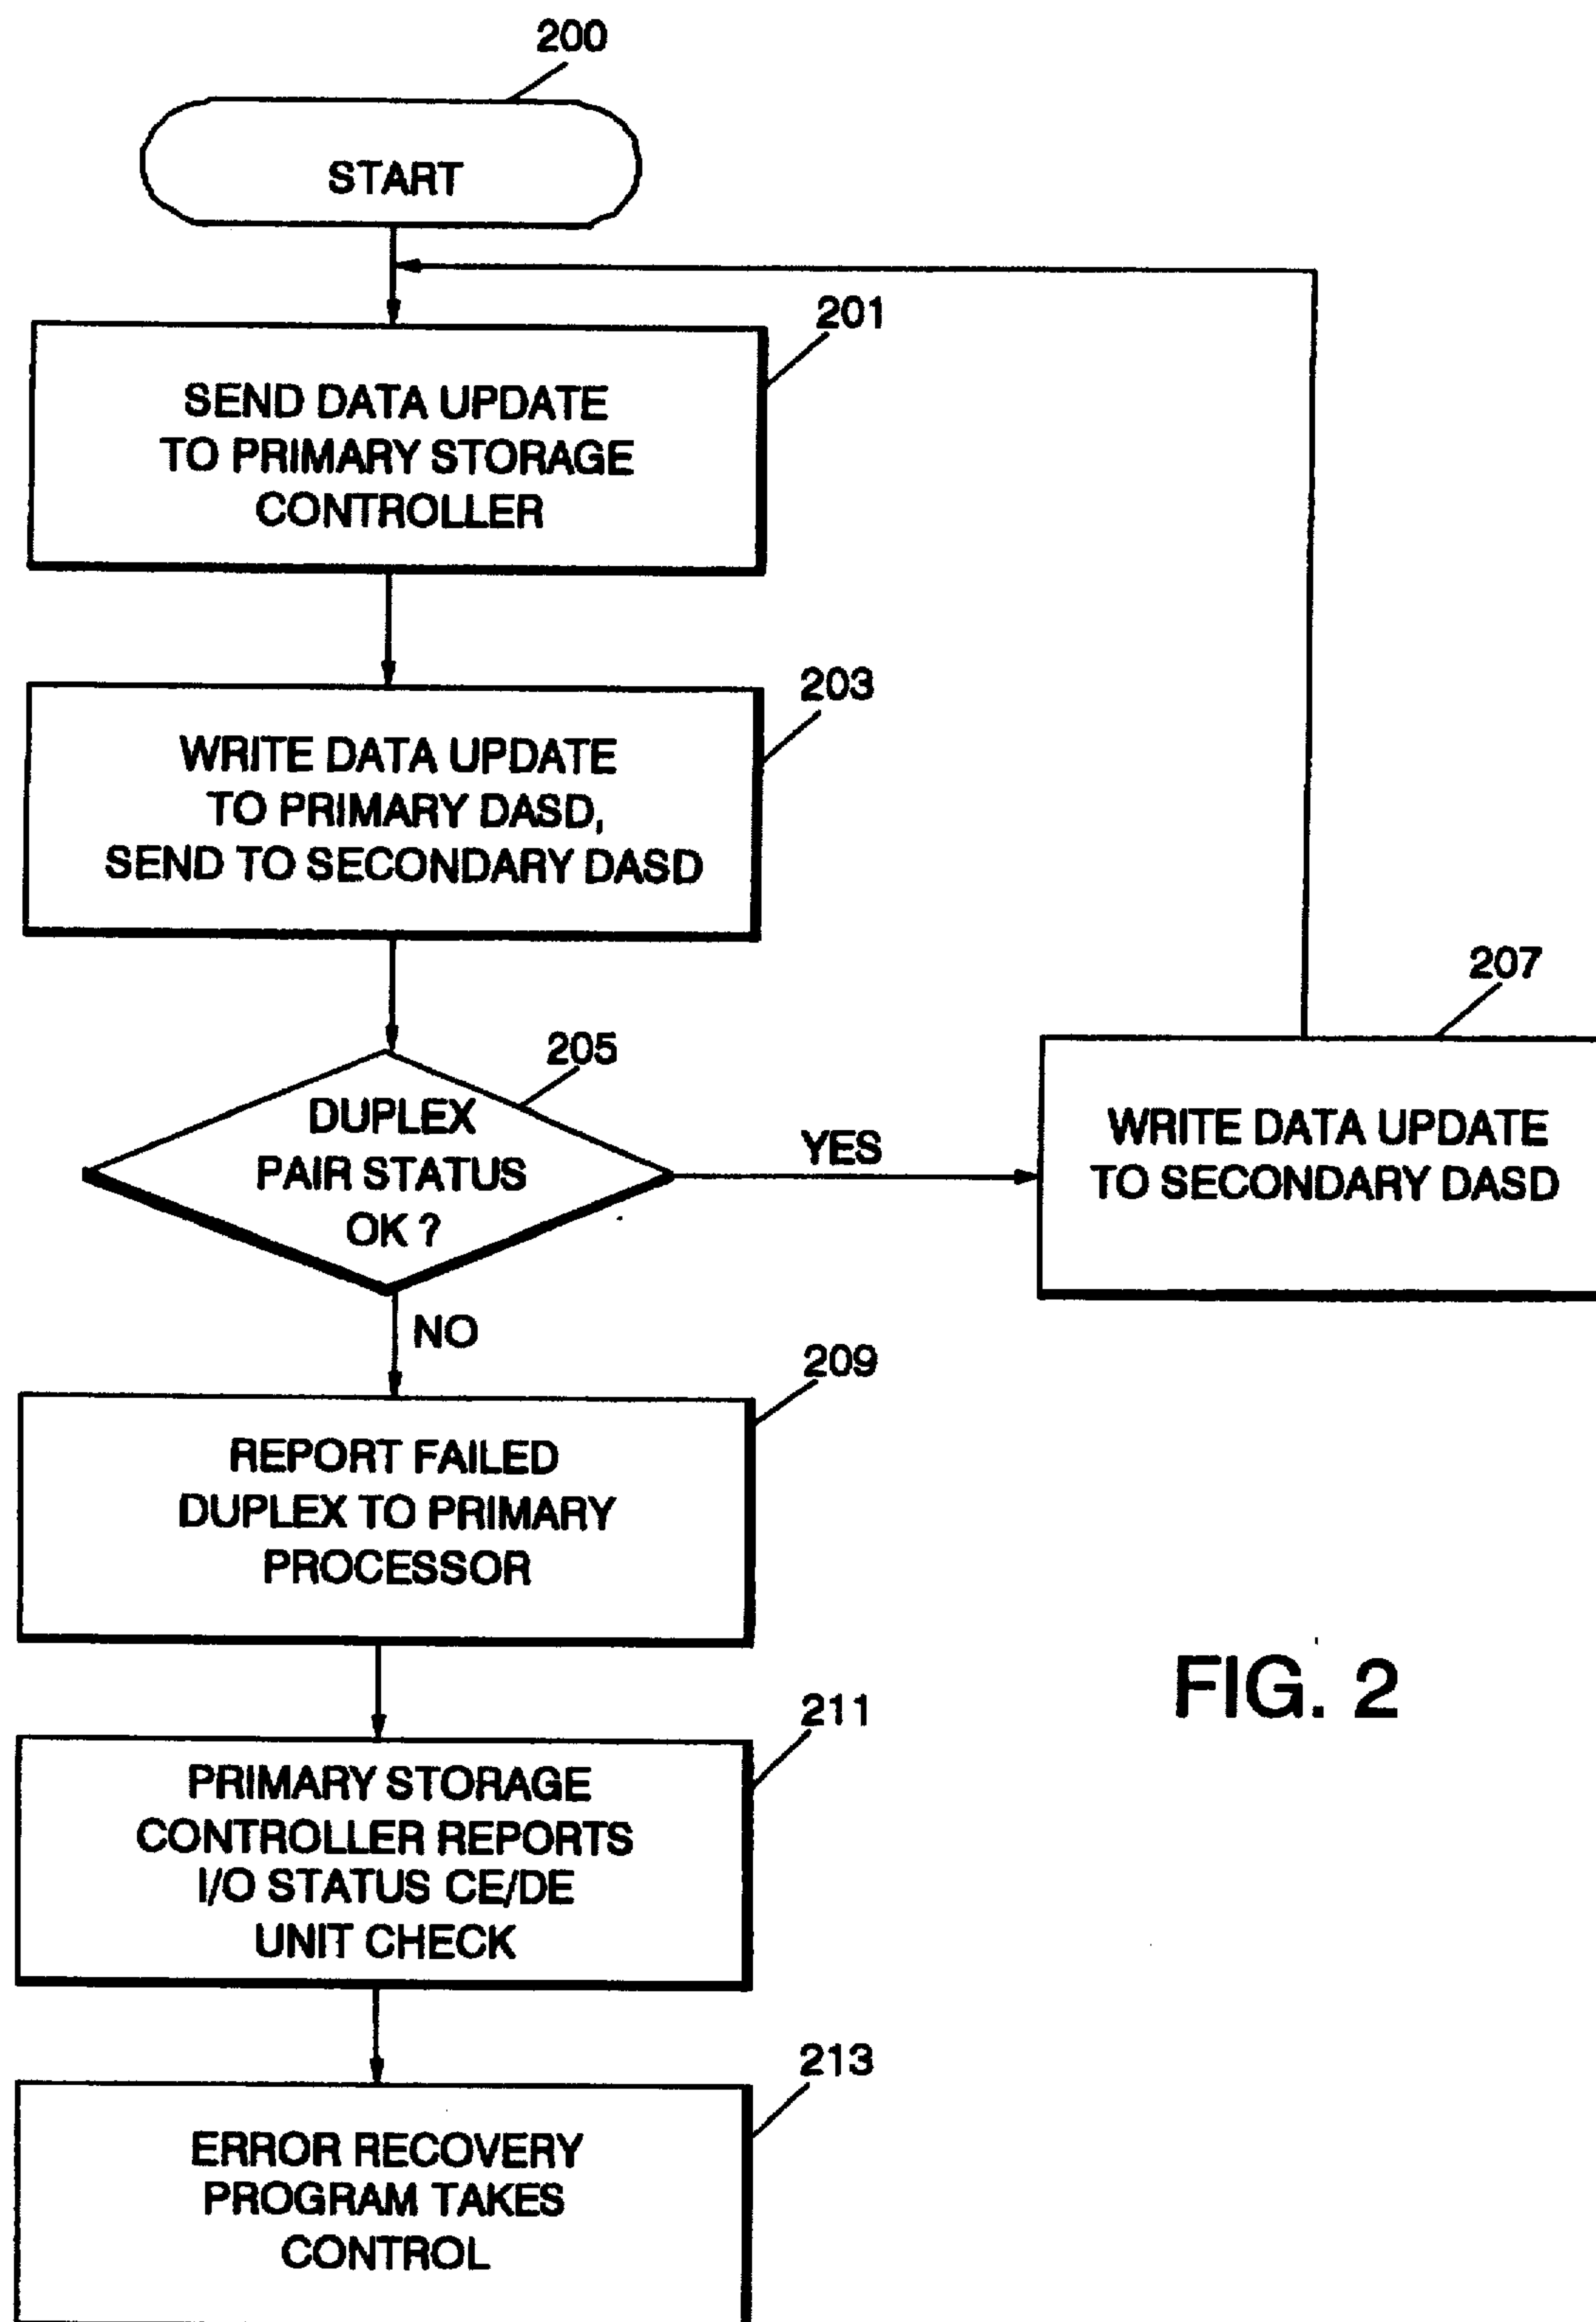 200
START
201
SEND DATA UPDATE
TO PRIMARY STORAGE
CONTROLLER
203
WRITE DATA UPDATE
TO PRIMARY DASD,
SEND TO SECONDARY DASD
205
DUPLEX
PAIR STATUS
OK ?
YES
207
WRITE DATA UPDATE
TO SECONDARY DASD
NO
209
REPORT FAILED
DUPLEX TO PRIMARY
PROCESSOR
211
PRIMARY STORAGE
CONTROLLER REPORTS
I/O STATUS CE/DE
UNIT CHECK
213
ERROR RECOVERY
PROGRAM TAKES
CONTROL
FIG. 2